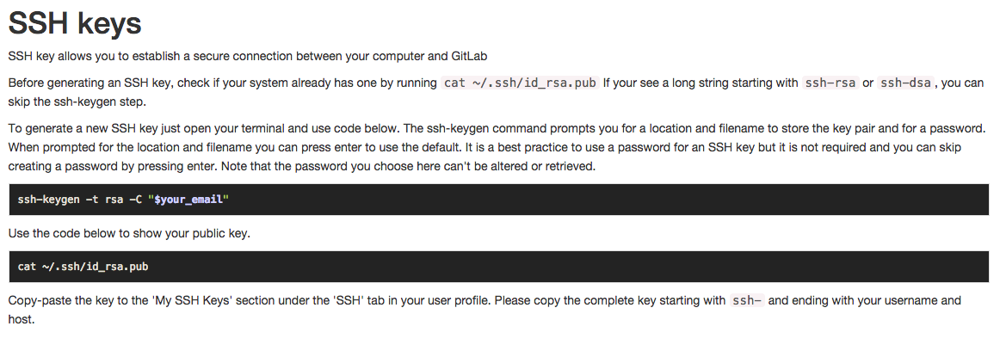 SSH keys
SSH key allows you to establish a secure connection between your computer and GitLab
Before generating an SSH key, check if your system already has one by running cat ~/.ssh/id_rsa.pub If your see a long string starting with ssh-rsa or ssh-dsa, you can
skip the ssh-keygen step.
To generate a new SSH key just open your terminal and use code below. The ssh-keygen command prompts you for a location and filename to store the key pair and for a password.
When prompted for the location and filename you can press enter to use the default. It is a best practice to use a password for an SSH key but it is not required and you can skip
creating a password by pressing enter. Note that the password you choose here can't be altered or retrieved.
ssh-keygen -t rsa -C "$your_email"
Use the code below to show your public key.
cat ~/.ssh/id_rsa.pub
Copy-paste the key to the 'My SSH Keys' section under the 'SSH' tab in your user profile. Please copy the complete key starting with ssh- and ending with your username and
host.